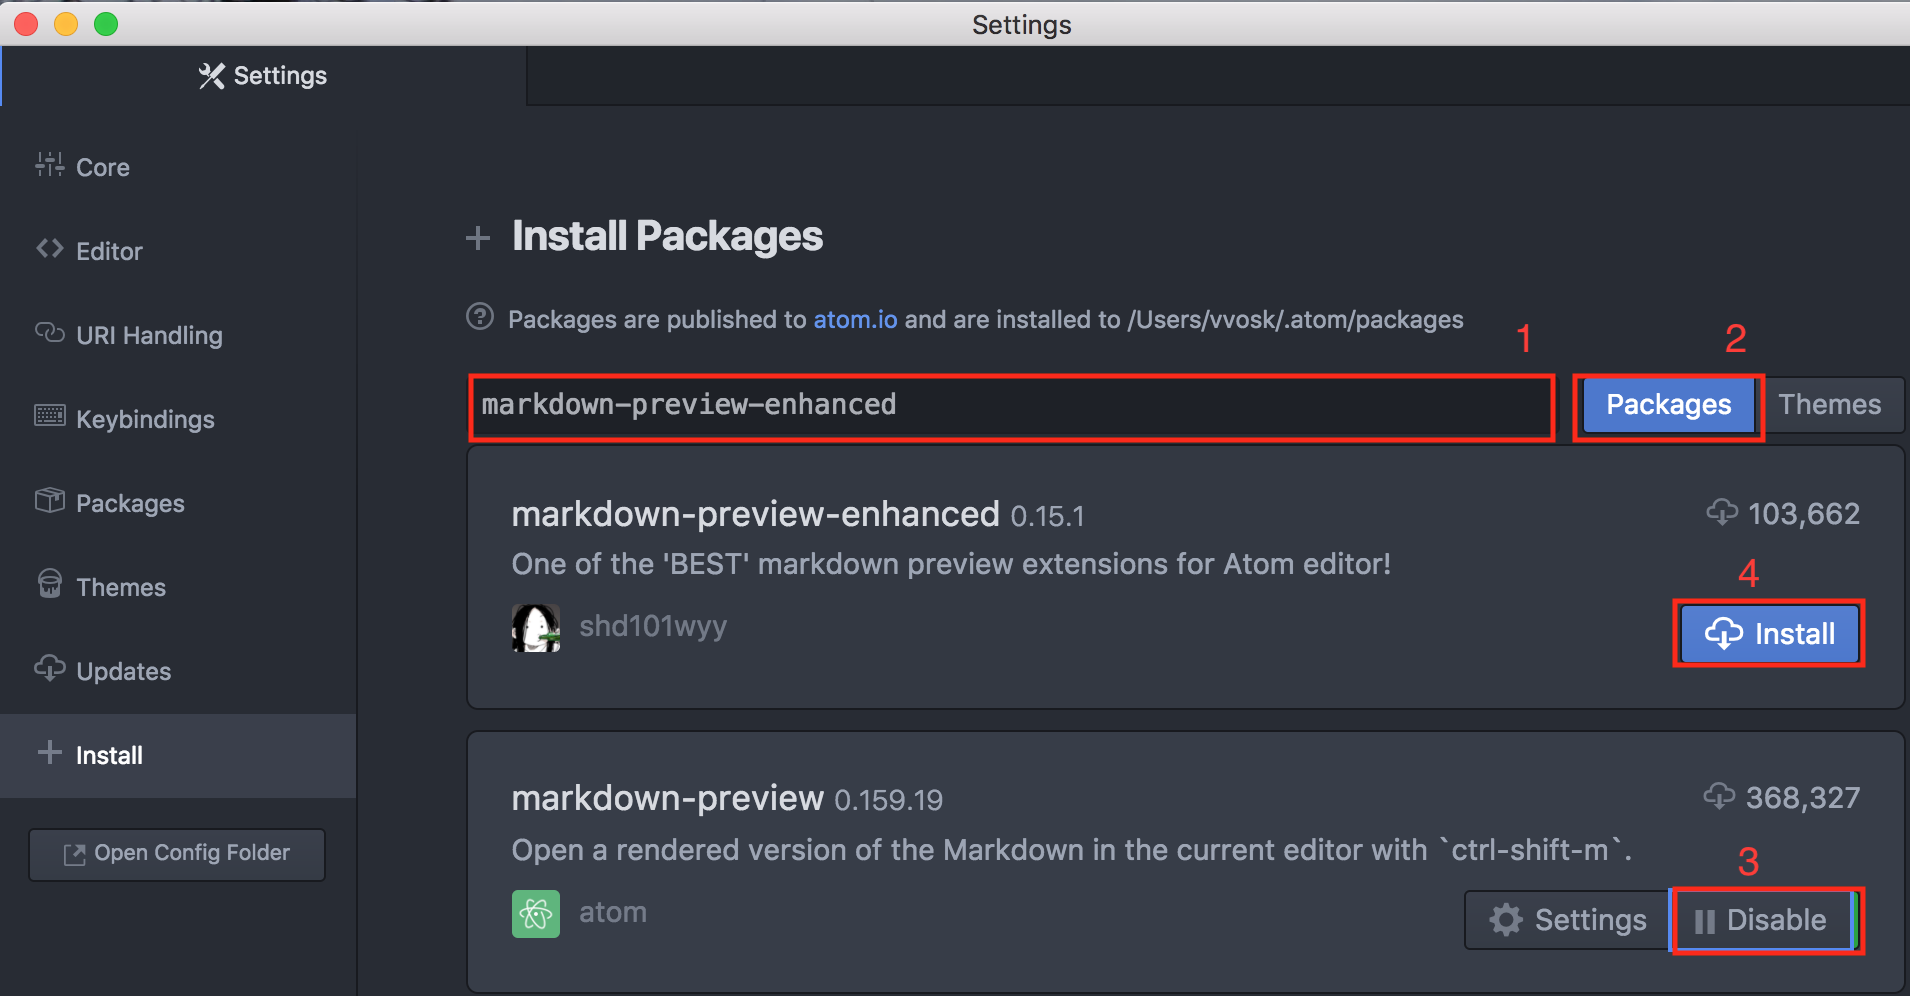 Settings
Settings
Core
Editor
URI Handling
Keybindings
Packages
Themes
Updates
Install
Open Config Folder
Install Packages
Packages are published to atom.io and are installed to /Users/vvosk/.atom/packages
1
2
markdown-preview-enhanced
Packages
Themes
markdown-preview-enhanced 0.15.1
103,662
One of the 'BEST' markdown preview extensions for Atom editor!
4
shd101wyy
Install
markdown-preview 0.159.19
368,327
Open a rendered version of the Markdown in the current editor with `ctrl-shift-m`.
3
atom
Settings
Disable